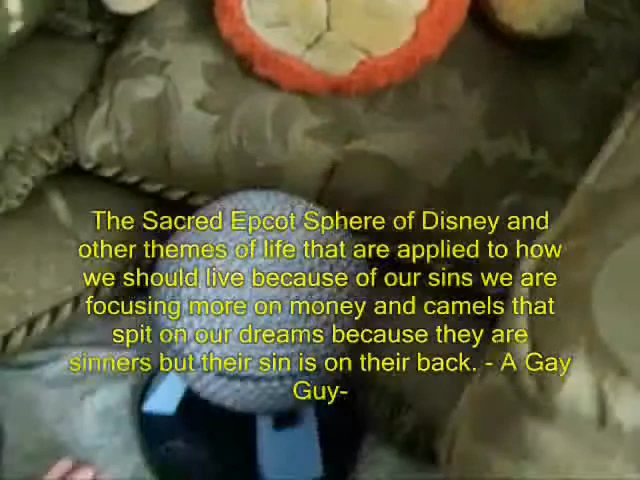 The Sacred Epcot Sphere of Disney and
other themes of life that are applied to how
we should live because of our sins we are
focusing more on money and camels that
spit on our dreams because they are
sinners but their sin is on their back. - A Gay
Guy-